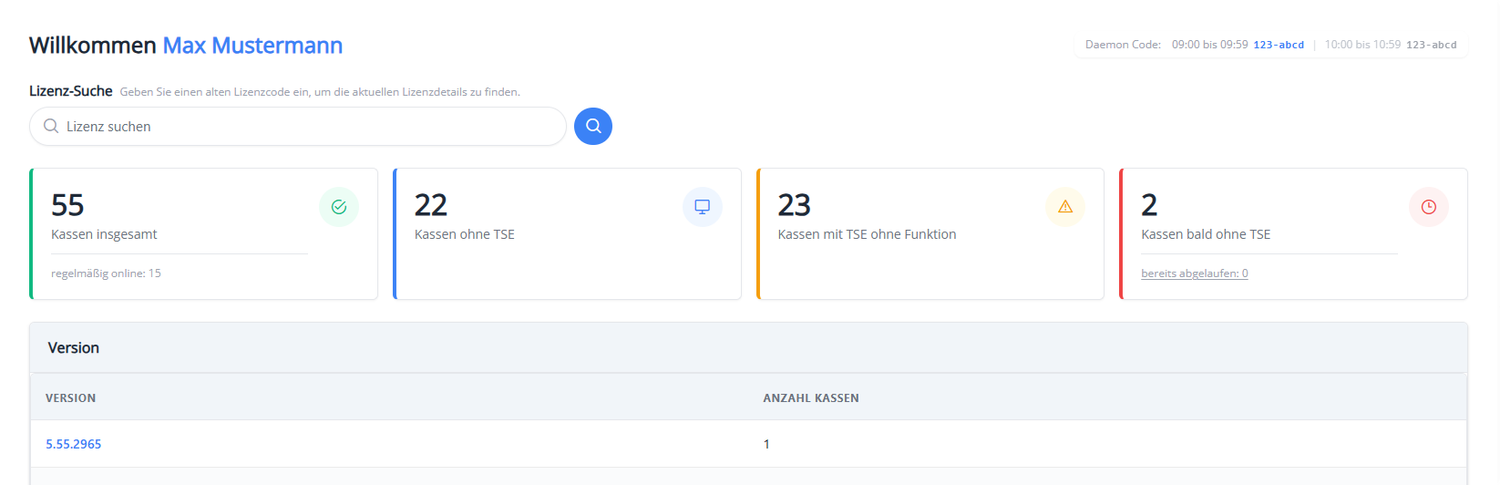 Willkommen Max Mustermann
Daemon Code: 09:00 bis 09:59 123-abcd | 10:00 bis 10:59 123-abcd
Lizenz-Suche Geben Sie einen alten Lizenzcode ein, um die aktuellen Lizenzdetails zu finden.
Lizenz suchen
55
Kassen insgesamt
regelmäßig online: 15
22
Kassen ohne TSE
23
Kassen mit TSE ohne Funktion
2
Kassen bald ohne TSE
bereits abgelaufen: 0
Version
VERSION ANZAHL KASSEN
5.55.2965 1